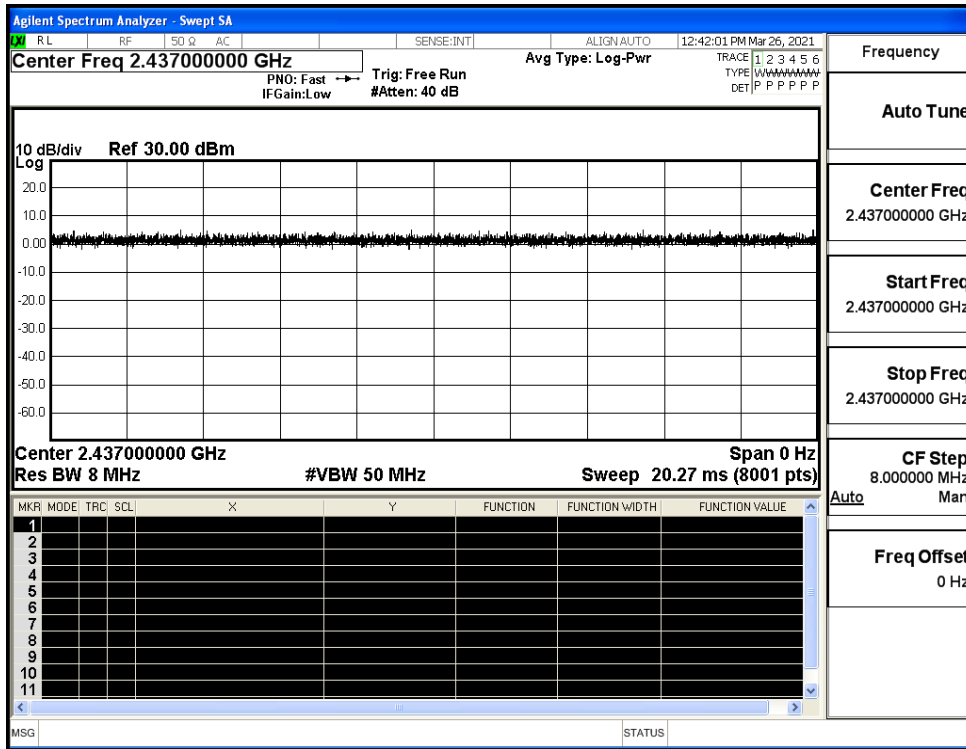 Agilent Spectrum Analyzer - Swept SA
LXI RL RF 50 Ω AC SENSE:INT ALIGN AUTO 12:42:01 PM Mar 26, 2021
Center Freq 2.437000000 GHz
Avg Type: Log-Pwr
TRACE 1 2 3 4 5 6
PNO: Fast
Trig: Free Run
TYPE
IFGain:Low
#Atten: 40 dB
DET P P P P P P
10 dB/div Ref 30.00 dBm
Log
20.0
10.0
0.00
-10.0
-20.0
-30.0
-40.0
-50.0
-60.0
Center 2.437000000 GHz Span 0 Hz
Res BW 8 MHz #VBW 50 MHz Sweep 20.27 ms (8001 pts)
MKR MODE TRC SCL X Y FUNCTION FUNCTION WIDTH FUNCTION VALUE
1
2
3
4
5
6
7
8
9
10
11
MSG STATUS
Frequency
Auto Tune
Center Freq
2.437000000 GHz
Start Freq
2.437000000 GHz
Stop Freq
2.437000000 GHz
CF Step
8.000000 MHz
Auto Man
Freq Offset
0 Hz